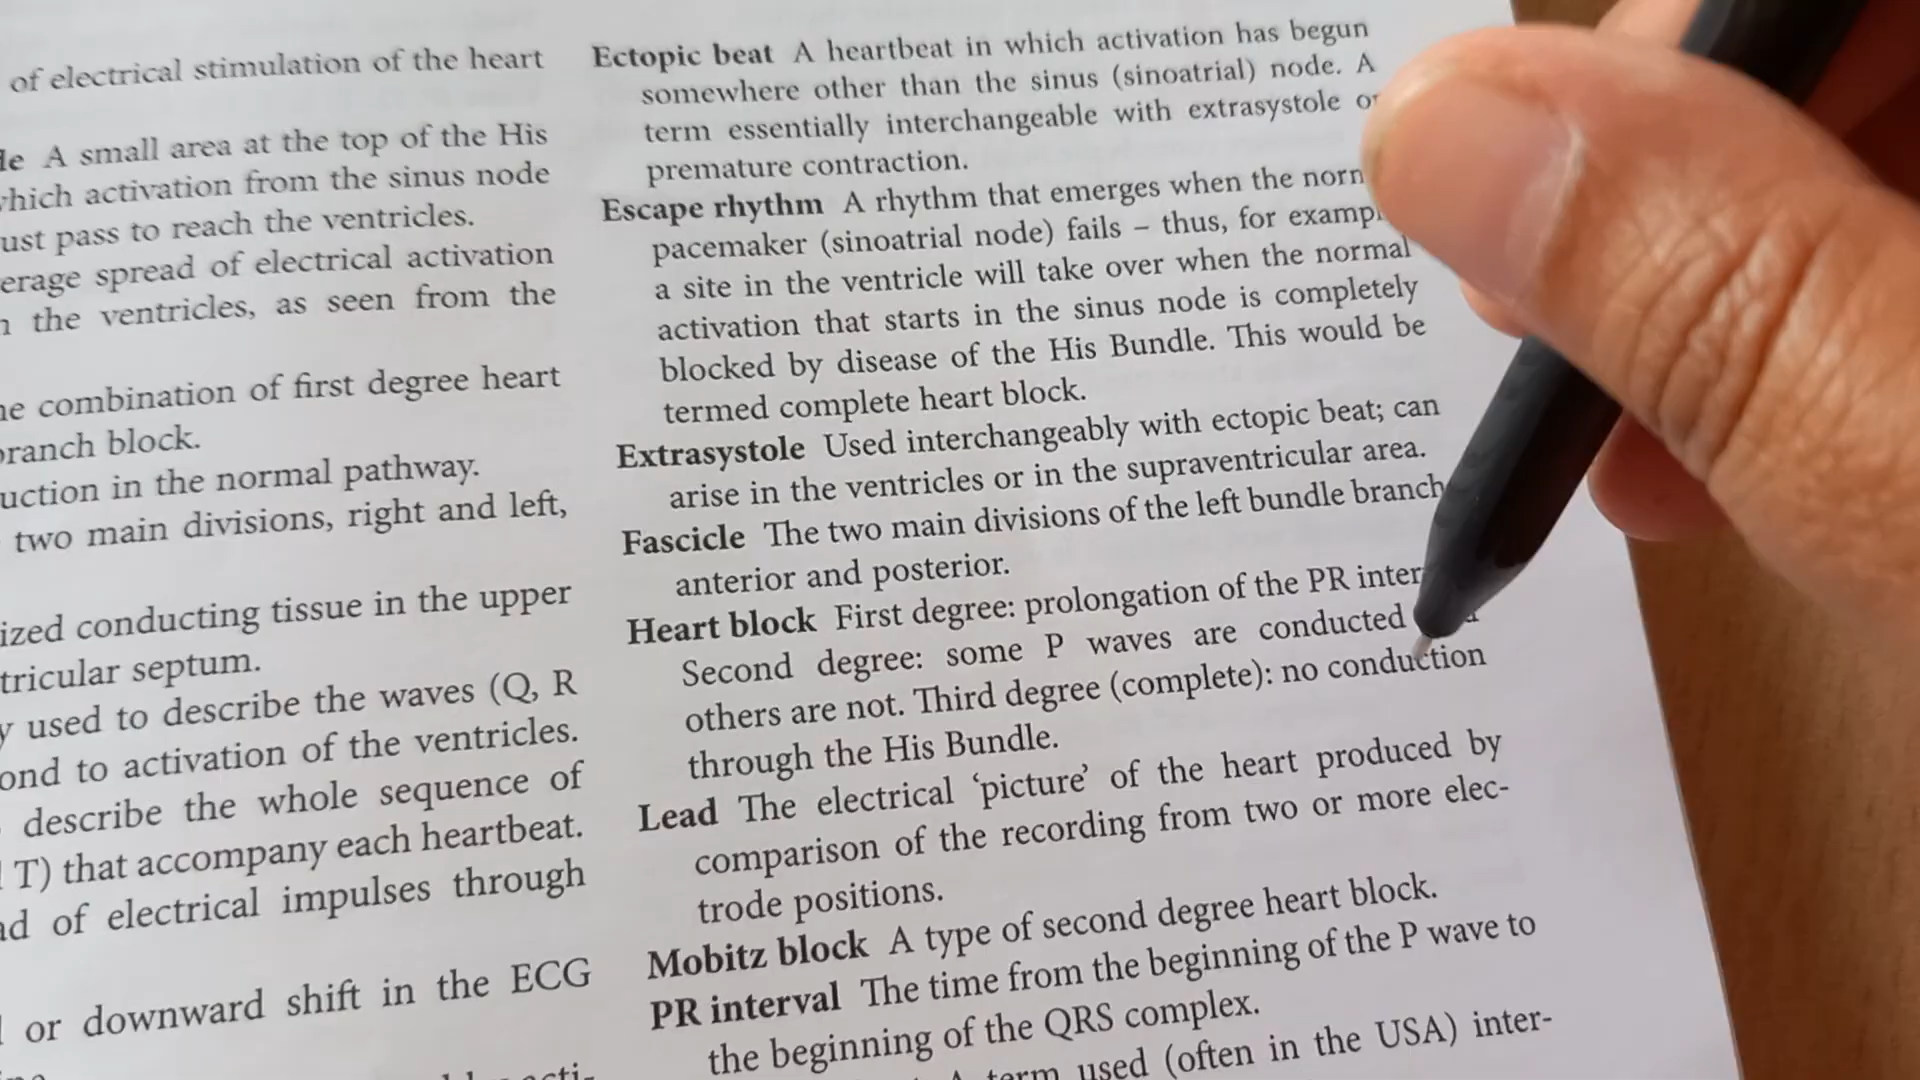 of electrical stimulation of the heart
A small area at the top of the His
which activation from the sinus node
pass to reach the ventricles.
spread of electrical activation
the ventricles, as seen from the
combination of first degree heart
block.
in the normal pathway.
two main divisions, right and left,
conducting tissue in the upper
septum.
used to describe the waves (Q, R
to activation of the ventricles.
describe the whole sequence of
T) that accompany each heartbeat.
of electrical impulses through
or downward shift in the ECG
Ectopic beat A heartbeat in which activation has begun
somewhere other than the sinus (sinoatrial) node. A
term essentially interchangeable with extrasystole
premature contraction.
Escape rhythm A rhythm that emerges when the
pacemaker (sinoatrial node) fails – thus, for
a site in the ventricle will take over when the normal
activation that starts in the sinus node is completely
blocked by disease of the His Bundle. This would be
termed complete heart block.
Extrasystole Used interchangeably with ectopic beat; can
arise in the ventricles or in the supraventricular area.
Fascicle The two main divisions of the left bundle branch
anterior and posterior.
Heart block First degree: prolongation of the PR
Second degree: some P waves are conducted
others are not. Third degree (complete): no conduction
through the His Bundle.
Lead The electrical ‘picture’ of the heart produced by
comparison of the recording from two or more elec-
trode positions.
Mobitz block A type of second degree heart block.
PR interval The time from the beginning of the P wave to
the beginning of the QRS complex.
A term used (often in the USA) inter-